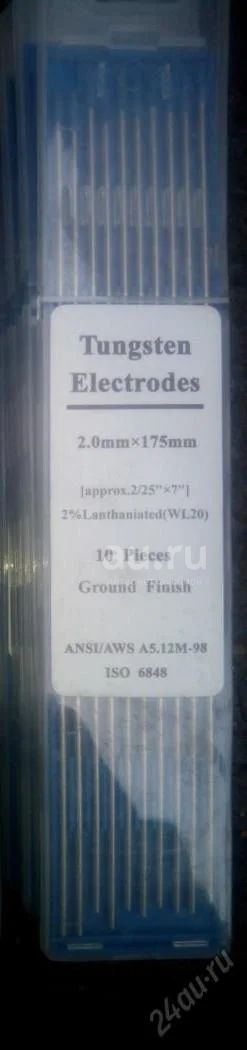 Tungsten
Electrodes
2.0mm×175mm
[approx.2/25"×7"]
2%Lanthaniated(WL20)
10 Pieces
au.ru
Ground Finish
ANSI/AWS A5.12M-98
ISO 6848
24au.ru